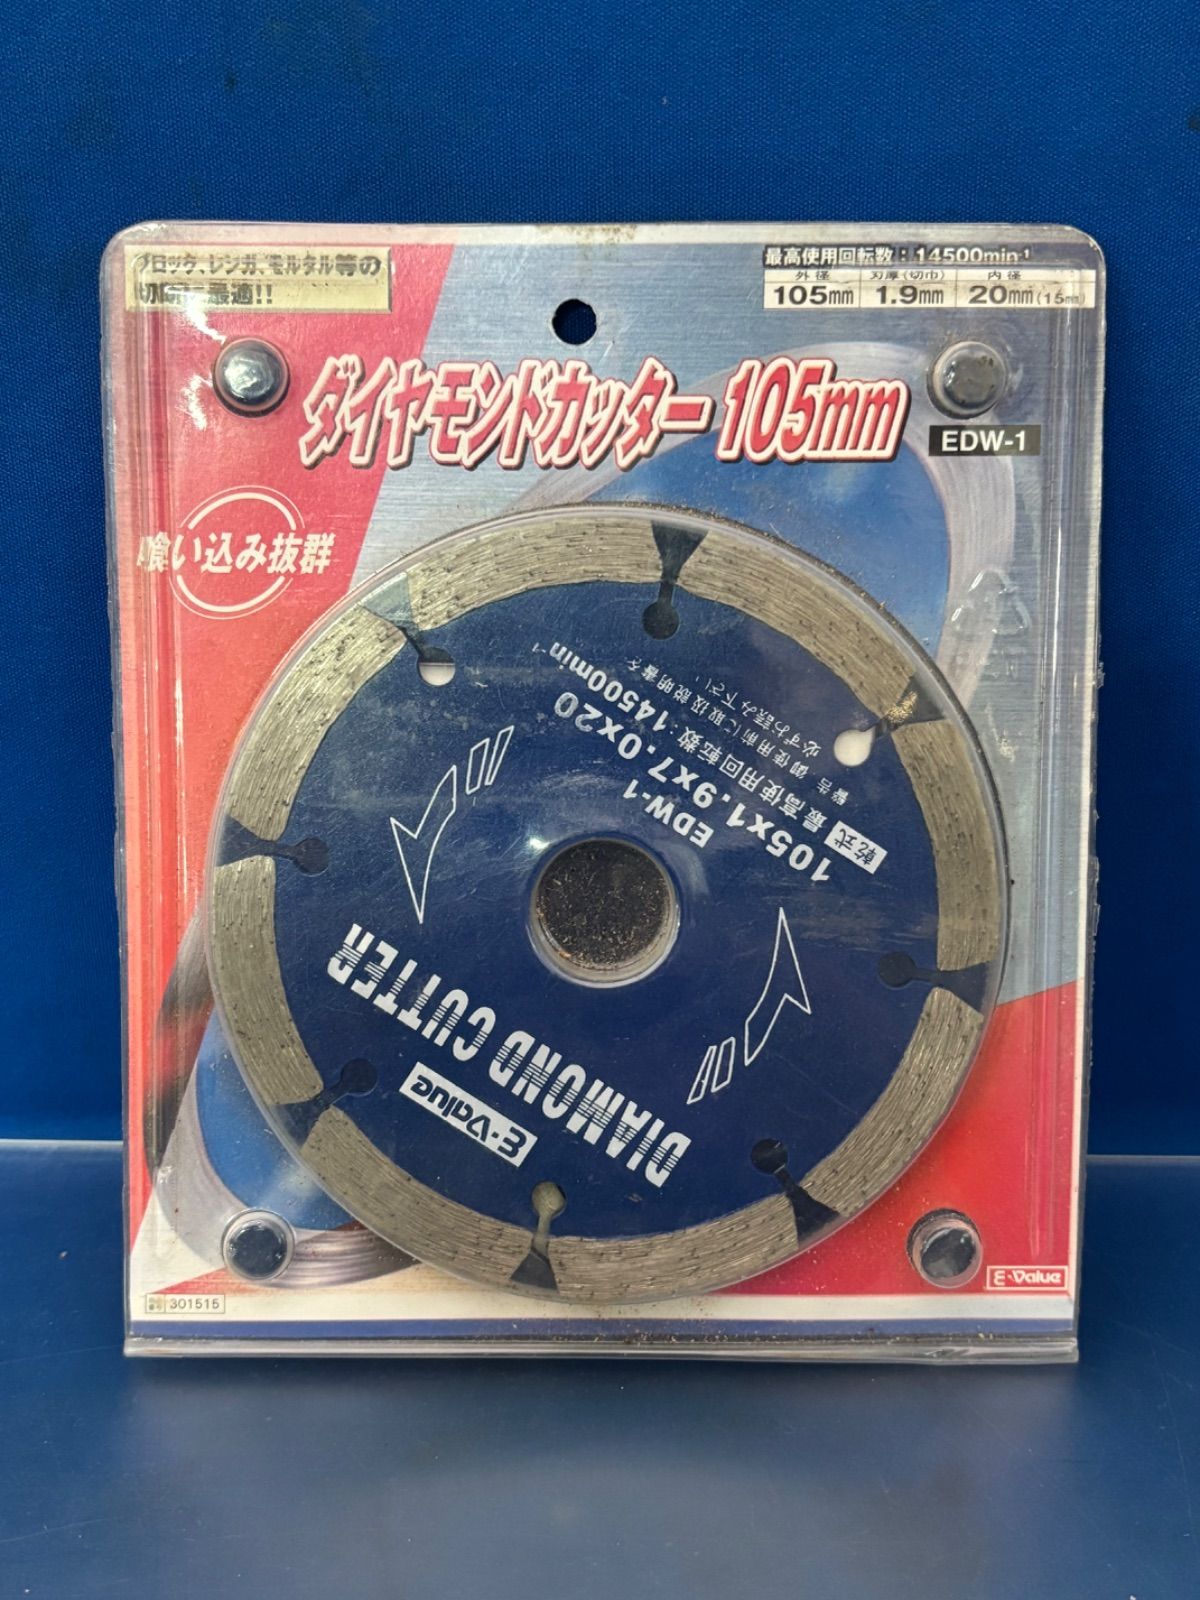 ブロック、レンガ、モルタル等の
切断に最適!!
最高使用回転数：14500min-1
外径 刃厚(切巾) 内径
105mm 1.9mm 20mm(15mm)
ダイヤモンドカッター 105mm
EDW-1
喰い込み抜群
DIAMOND CUTTER
E-Value
EDW-1
105x1.9x7.0x20
乾式 最高使用回転数：14500min-1
警告 御使用前に取扱説明書を
必ずお読み下さい
E-Value
301515